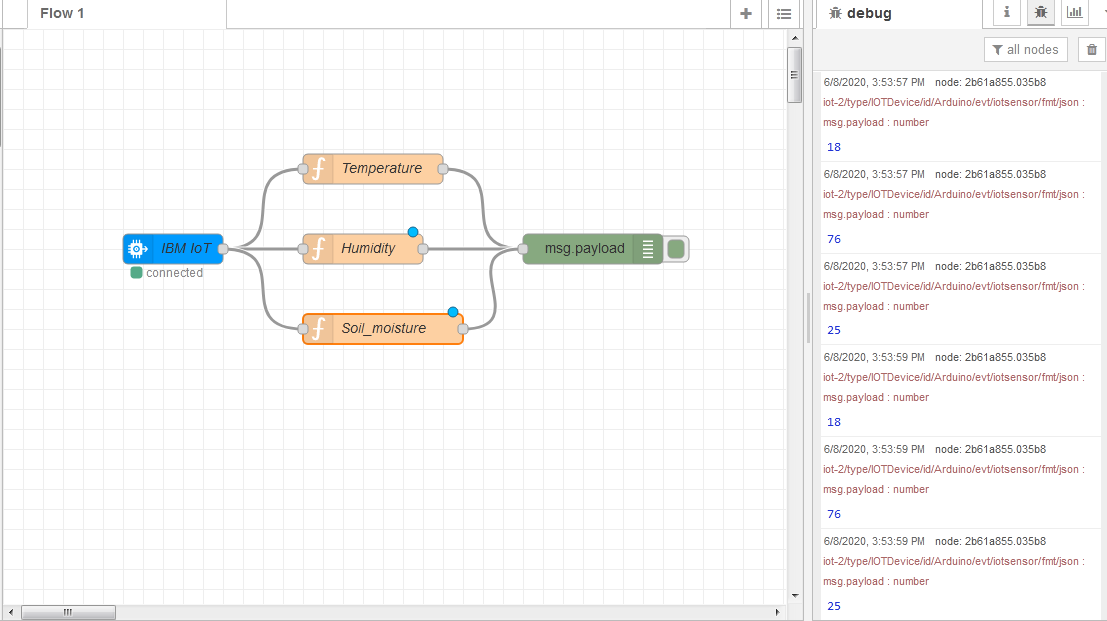 Flow 1
debug
all nodes
Temperature
IBM IoT
connected
Humidity
Soil_moisture
msg.payload
6/8/2020, 3:53:57 PM node: 2b61a855.035b8
iot-2/type/IOTDevice/id/Arduino/evt/iotsensor/fmt/json :
msg.payload : number
18
6/8/2020, 3:53:57 PM node: 2b61a855.035b8
iot-2/type/IOTDevice/id/Arduino/evt/iotsensor/fmt/json :
msg.payload : number
76
6/8/2020, 3:53:57 PM node: 2b61a855.035b8
iot-2/type/IOTDevice/id/Arduino/evt/iotsensor/fmt/json :
msg.payload : number
25
6/8/2020, 3:53:59 PM node: 2b61a855.035b8
iot-2/type/IOTDevice/id/Arduino/evt/iotsensor/fmt/json :
msg.payload : number
18
6/8/2020, 3:53:59 PM node: 2b61a855.035b8
iot-2/type/IOTDevice/id/Arduino/evt/iotsensor/fmt/json :
msg.payload : number
76
6/8/2020, 3:53:59 PM node: 2b61a855.035b8
iot-2/type/IOTDevice/id/Arduino/evt/iotsensor/fmt/json :
msg.payload : number
25